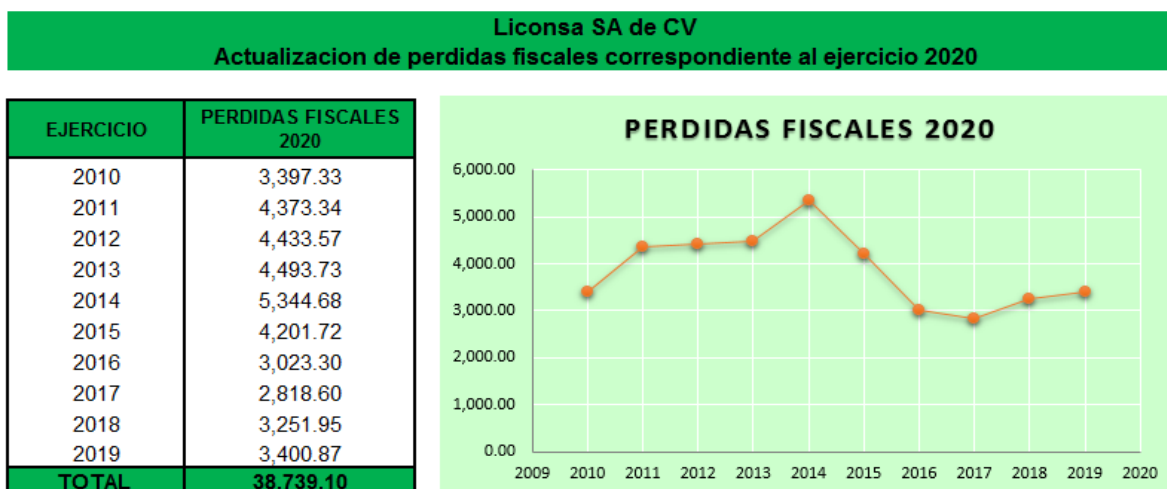 Liconsa SA de CV
Actualizacion de perdidas fiscales correspondiente al ejercicio 2020
EJERCICIO PERDIDAS FISCALES 2020
2010 3,397.33
2011 4,373.34
2012 4,433.57
2013 4,493.73
2014 5,344.68
2015 4,201.72
2016 3,023.30
2017 2,818.60
2018 3,251.95
2019 3,400.87
TOTAL 38,739.10
PERDIDAS FISCALES 2020
6,000.00
5,000.00
4,000.00
3,000.00
2,000.00
1,000.00
0.00
2009 2010 2011 2012 2013 2014 2015 2016 2017 2018 2019 2020